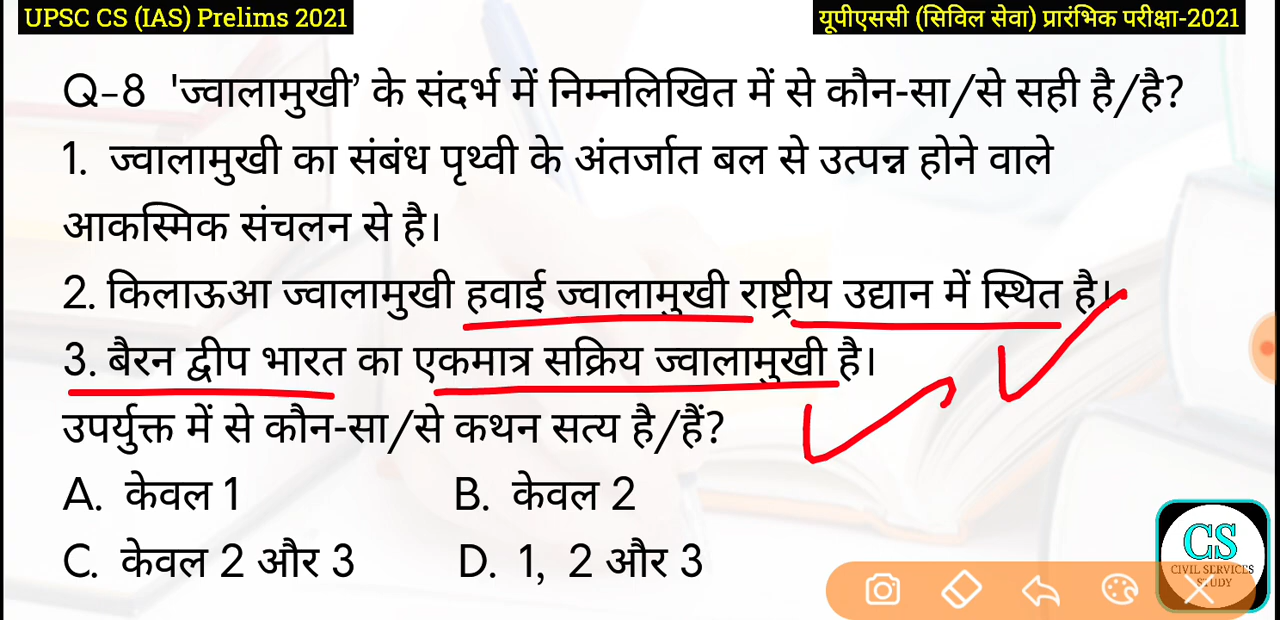 UPSC CS (IAS) Prelims 2021
यूपीएससी (सिविल सेवा) प्रारंभिक परीक्षा-2021
Q-8 'ज्वालामुखी’ के संदर्भ में निम्नलिखित में से कौन-सा/से सही है/है?
1. ज्वालामुखी का संबंध पृथ्वी के अंतर्जात बल से उत्पन्न होने वाले
आकस्मिक संचलन से है।
2. किलाऊआ ज्वालामुखी हवाई ज्वालामुखी राष्ट्रीय उद्यान में स्थित है।
3. बैरन द्वीप भारत का एकमात्र सक्रिय ज्वालामुखी है।
उपर्युक्त में से कौन-सा/से कथन सत्य है/हैं?
A. केवल 1 B. केवल 2
C. केवल 2 और 3 D. 1, 2 और 3
CS
CIVIL SERVICES
STUDY